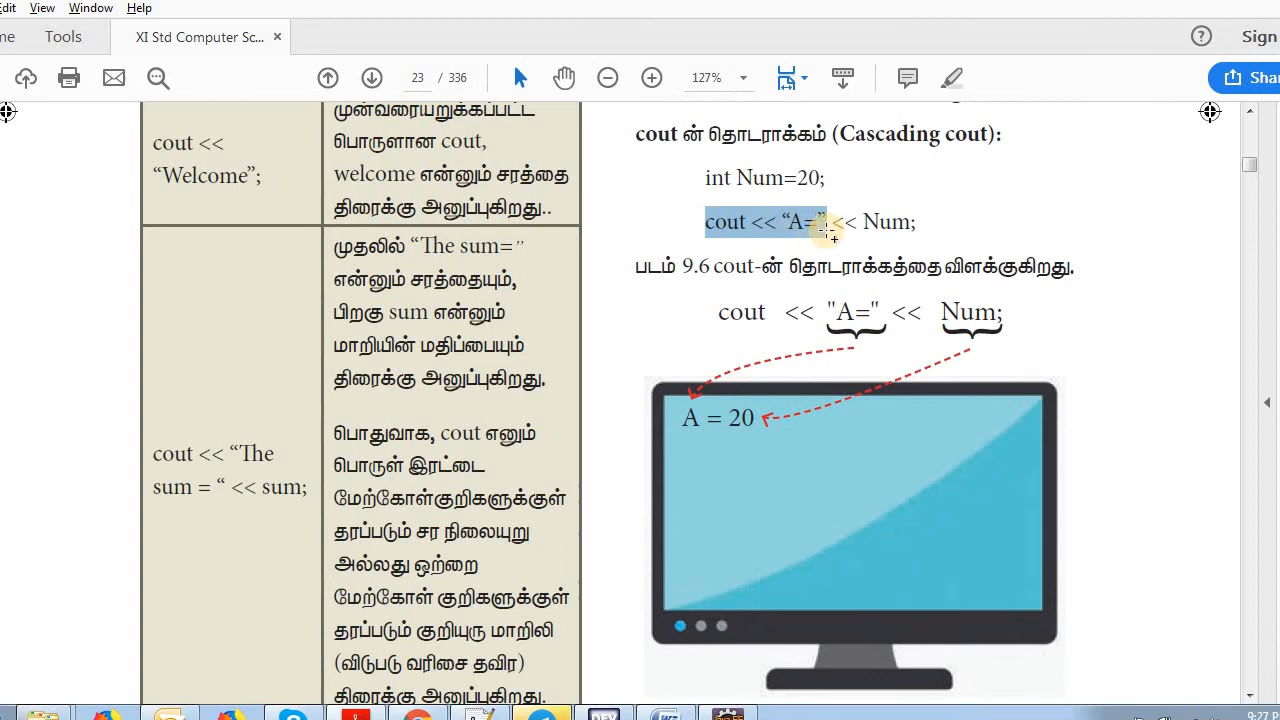 Edit View Window Help
Tools
XI Std Computer Sc... ×
? Sign
23 / 336
127%
முன்வரையறுக்கப்பட்ட
பொருளான cout,
welcome என்னும் சரத்தை
திரைக்கு அனுப்புகிறது..
cout <<
“Welcome”;
முதலில் “The sum=”
என்னும் சரத்தையும்,
பிறகு sum என்னும்
மாறியின் மதிப்பையும்
திரைக்கு அனுப்புகிறது.
பொதுவாக, cout எனும்
பொருள் இரட்டை
மேற்கோள்குறிகளுக்குள்
தரப்படும் சர நிலையுறு
அல்லது ஒற்றை
மேற்கோள் குறிகளுக்குள்
தரப்படும் குறியுரு மாறிலி
(விடுபடு வரிசை தவிர)
திரைக்கு அனுப்புகிறது.
cout << “The
sum = “ << sum;
cout ன் தொடராக்கம் (Cascading cout):
int Num=20;
cout << “A=” << Num;
படம் 9.6 cout-ன் தொடராக்கத்தை விளக்குகிறது.
cout << "A=" << Num;
A = 20
DEV